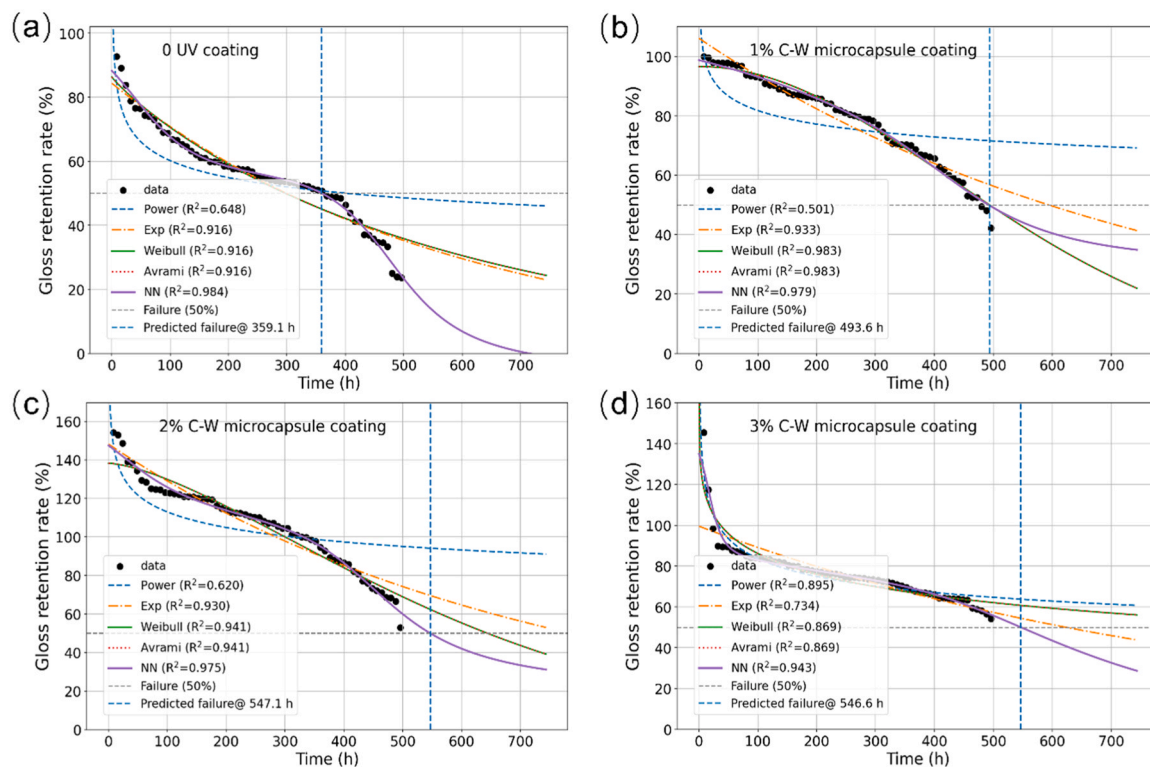 (a)
0 UV coating
Gloss retention rate (%)
100
80
60
40
20
0
data
Power (R²=0.648)
Exp (R²=0.916)
Weibull (R²=0.916)
Avrami (R²=0.916)
NN (R²=0.984)
Failure (50%)
Predicted failure@ 359.1 h
0 100 200 300 400 500 600 700
Time (h)
(b)
1% C-W microcapsule coating
Gloss retention rate (%)
120
100
80
60
40
20
0
data
Power (R²=0.501)
Exp (R²=0.933)
Weibull (R²=0.983)
Avrami (R²=0.983)
NN (R²=0.979)
Failure (50%)
Predicted failure@ 493.6 h
0 100 200 300 400 500 600 700
Time (h)
(c)
2% C-W microcapsule coating
Gloss retention rate (%)
160
140
120
100
80
60
40
20
0
data
Power (R²=0.620)
Exp (R²=0.930)
Weibull (R²=0.941)
Avrami (R²=0.941)
NN (R²=0.975)
Failure (50%)
Predicted failure@ 547.1 h
0 100 200 300 400 500 600 700
Time (h)
(d)
3% C-W microcapsule coating
Gloss retention rate (%)
160
140
120
100
80
60
40
20
0
data
Power (R²=0.895)
Exp (R²=0.734)
Weibull (R²=0.869)
Avrami (R²=0.869)
NN (R²=0.943)
Failure (50%)
Predicted failure@ 546.6 h
0 100 200 300 400 500 600 700
Time (h)